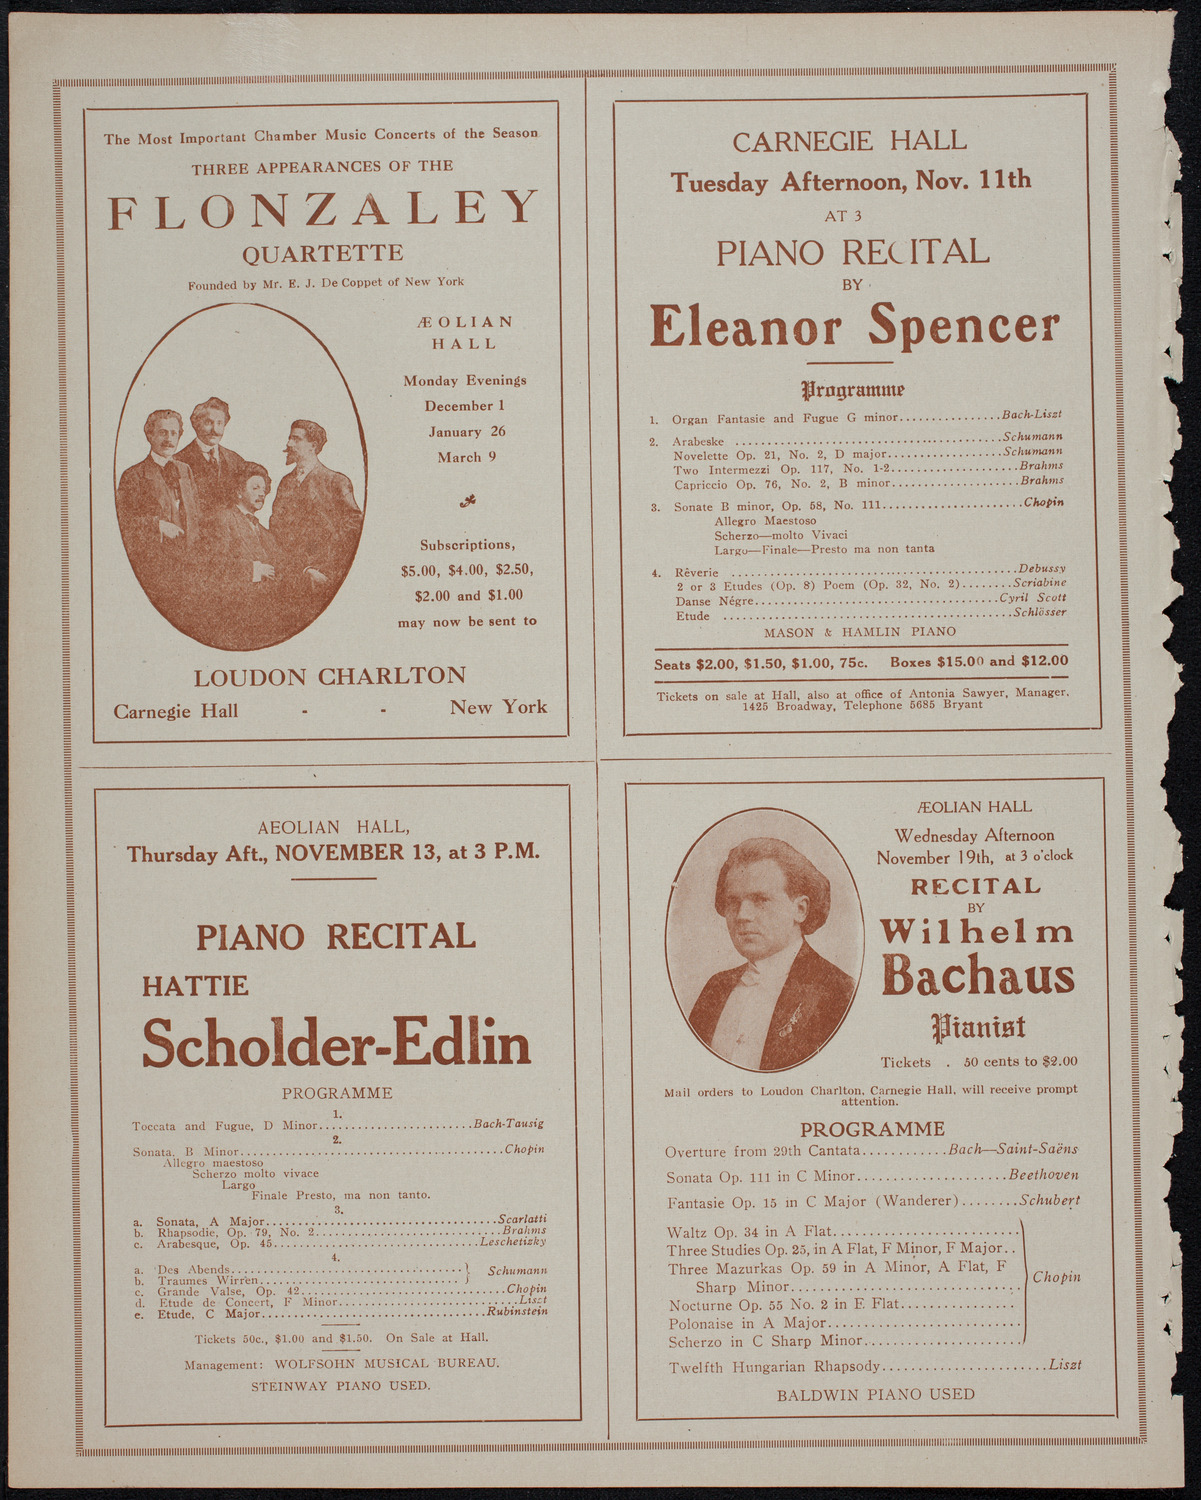 The Most Important Chamber Music Concerts of the Season
THREE APPEARANCES OF THE
FLONZALEY
QUARTETTE
Founded by Mr. E. J. De Coppet of New York
ÆOLIAN
HALL
Monday Evenings
December 1
January 26
March 9
Subscriptions,
$5.00, $4.00, $2.50,
$2.00 and $1.00
may now be sent to
LOUDON CHARLTON
Carnegie Hall - - New York
CARNEGIE HALL
Tuesday Afternoon, Nov. 11th
AT 3
PIANO RECITAL
BY
Eleanor Spencer
Programme
1. Organ Fantasie and Fugue G minor................Bach-Liszt
2. Arabeske ..........................................Schumann
Novelette Op. 21, No. 2, D major..................Schumann
Two Intermezzi Op. 117, No. 1-2....................Brahms
Capriccio Op. 76, No. 2, B minor....................Brahms
3. Sonate B minor, Op. 58, No. 111......................Chopin
Allegro Maestoso
Scherzo—molto Vivaci
Largo—Finale—Presto ma non tanta
4. Rêverie .............................................Debussy
2 or 3 Etudes (Op. 8) Poem (Op. 32, No. 2)........Scriabine
Danse Négre.......................................Cyril Scott
Etude ..............................................Schlösser
MASON & HAMLIN PIANO
Seats $2.00, $1.50, $1.00, 75c. Boxes $15.00 and $12.00
Tickets on sale at Hall, also at office of Antonia Sawyer, Manager.
1425 Broadway, Telephone 5685 Bryant
AEOLIAN HALL,
Thursday Aft., NOVEMBER 13, at 3 P.M.
PIANO RECITAL
HATTIE
Scholder-Edlin
PROGRAMME
1.
Toccata and Fugue, D Minor........................Bach-Tausig
2.
Sonata. B Minor..........................................Chopin
Allegro maestoso
Scherzo molto vivace
Largo
Finale Presto, ma non tanto.
3.
a. Sonata, A Major.....................................Scarlatti
b. Rhapsodie, Op. 79, No. 2..............................Brahms
c. Arabesque, Op. 45.................................Leschetizky
4.
a. Des Abends.....................................} Schumann
b. Traumes Wirren.................................}
c. Grande Valse, Op. 42.................................Chopin
d. Etude de Concert, F Minor.............................Liszt
e. Etude, C Major....................................Rubinstein
Tickets 50c., $1.00 and $1.50. On Sale at Hall.
Management: WOLFSOHN MUSICAL BUREAU.
STEINWAY PIANO USED.
ÆOLIAN HALL
Wednesday Afternoon
November 19th, at 3 o'clock
RECITAL
BY
Wilhelm
Bachaus
Pianist
Tickets . 50 cents to $2.00
Mail orders to Loudon Charlton, Carnegie Hall, will receive prompt
attention.
PROGRAMME
Overture from 29th Cantata............Bach—Saint-Saëns
Sonata Op. 111 in C Minor.....................Beethoven
Fantasie Op. 15 in C Major (Wanderer)........Schubert
Waltz Op. 34 in A Flat..........................
Three Studies Op. 25, in A Flat, F Minor, F Major..
Three Mazurkas Op. 59 in A Minor, A Flat, F
Sharp Minor................................ Chopin
Nocturne Op. 55 No. 2 in E Flat................
Polonaise in A Major...........................
Scherzo in C Sharp Minor......................
Twelfth Hungarian Rhapsody.......................Liszt
BALDWIN PIANO USED